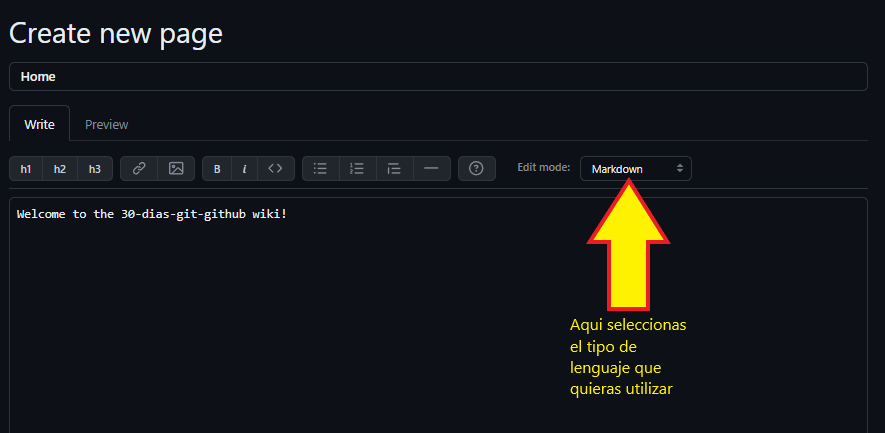 Create new page
Home
Write Preview
h1 h2 h3 B i Edit mode: Markdown
Welcome to the 30-dias-git-github wiki!
Aqui seleccionas
el tipo de
lenguaje que
quieras utilizar